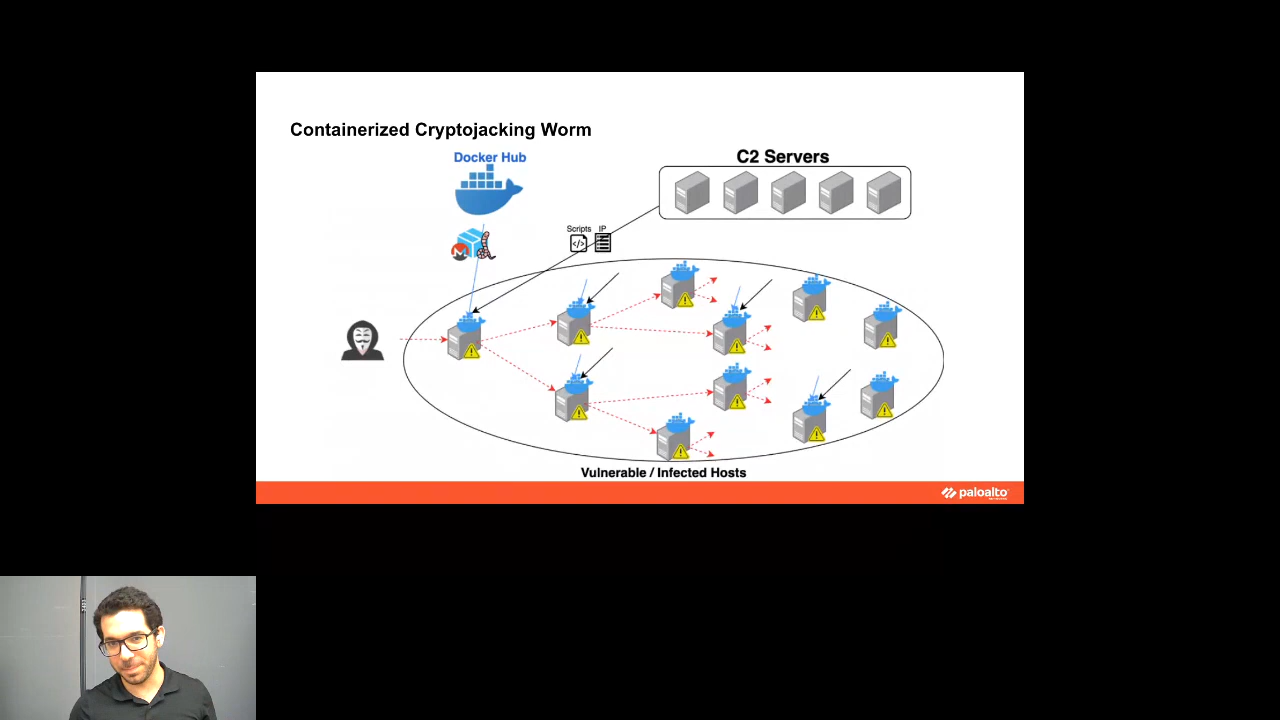 Containerized Cryptojacking Worm
Docker Hub
C2 Servers
Scripts IP
Vulnerable / Infected Hosts
paloalto